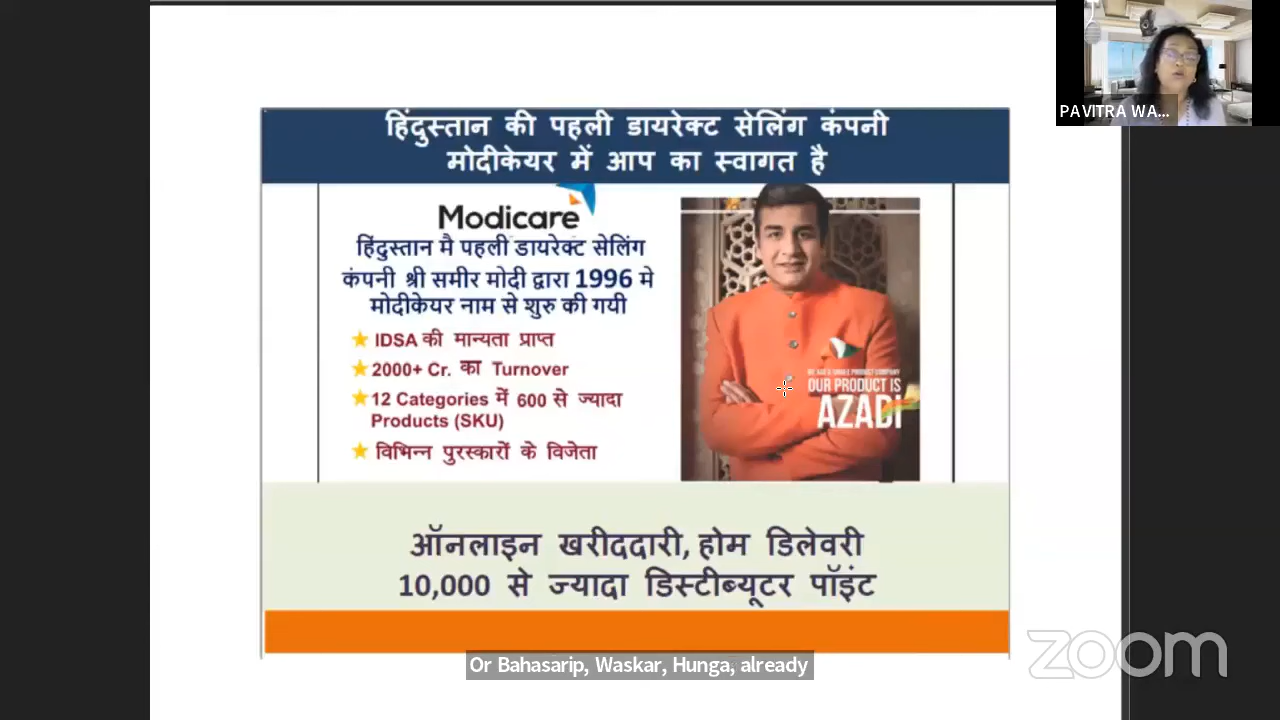 हिंदुस्तान की पहली डायरेक्ट सेलिंग कंपनी
मोदीकेयर में आप का स्वागत है
Modicare
हिंदुस्तान मै पहली डायरेक्ट सेलिंग
कंपनी श्री समीर मोदी द्वारा 1996 मे
मोदीकेयर नाम से शुरु की गयी
IDSA की मान्यता प्राप्त
2000+ Cr. का Turnover
12 Categories में 600 से ज्यादा
Products (SKU)
विभिन्न पुरस्कारों के विजेता
OUR PRODUCT IS
AZADI
ऑनलाइन खरीददारी, होम डिलेवरी
10,000 से ज्यादा डिस्टीब्यूटर पॉइंट
PAVITRA WA...
Or Bahasarip, Waskar, Hunga, already
zoom